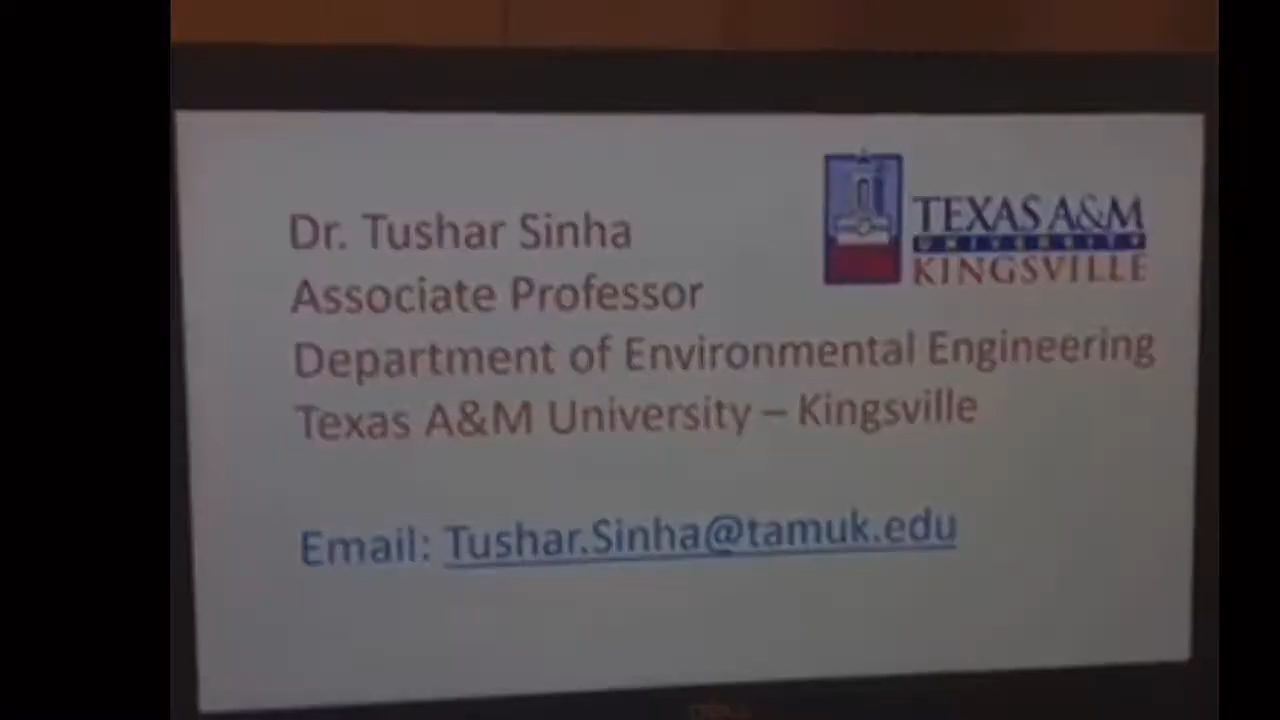 Dr. Tushar Sinha
Associate Professor
Department of Environmental Engineering
Texas A&M University – Kingsville
Email: Tushar.Sinha@tamuk.edu
TEXAS A&M
UNIVERSITY
KINGSVILLE